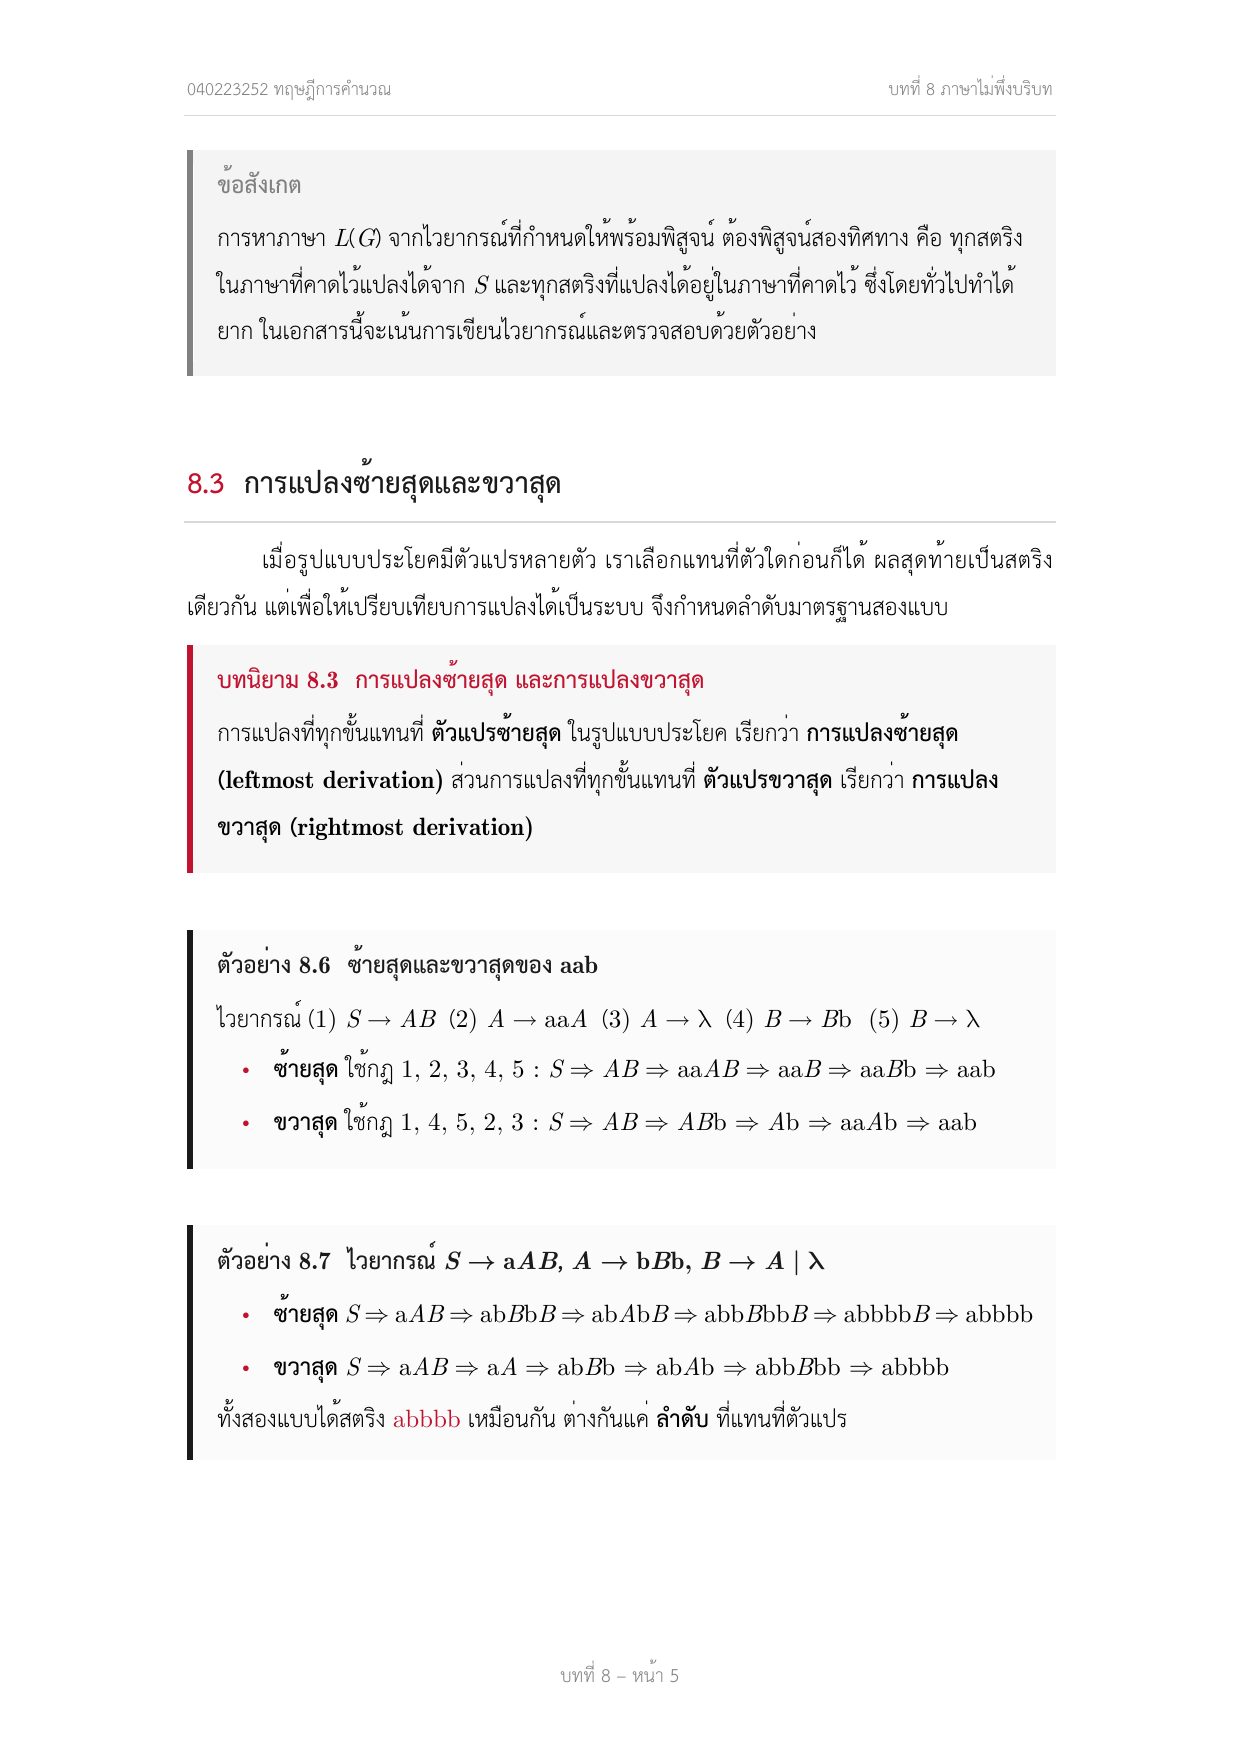 040223252 ทฤษฎีการคำนวณ
บทที่ 8 ภาษาไม่พึ่งบริบท
ข้อสังเกต
การหาภาษา L(G) จากไวยากรณ์ที่กำหนดให้พร้อมพิสูจน์ ต้องพิสูจน์สองทิศทาง คือ ทุกสตริง
ในภาษาที่คาดไว้แปลงได้จาก S และทุกสตริงที่แปลงได้อยู่ในภาษาที่คาดไว้ ซึ่งโดยทั่วไปทำได้
ยาก ในเอกสารนี้จะเน้นการเขียนไวยากรณ์และตรวจสอบด้วยตัวอย่าง
8.3 การแปลงซ้ายสุดและขวาสุด
เมื่อรูปแบบประโยคมีตัวแปรหลายตัว เราเลือกแทนที่ตัวใดก่อนก็ได้ ผลสุดท้ายเป็นสตริง
เดียวกัน แต่เพื่อให้เปรียบเทียบการแปลงได้เป็นระบบ จึงกำหนดลำดับมาตรฐานสองแบบ
บทนิยาม 8.3 การแปลงซ้ายสุด และการแปลงขวาสุด
การแปลงที่ทุกขั้นแทนที่ ตัวแปรซ้ายสุด ในรูปแบบประโยค เรียกว่า การแปลงซ้ายสุด
(leftmost derivation) ส่วนการแปลงที่ทุกขั้นแทนที่ ตัวแปรขวาสุด เรียกว่า การแปลง
ขวาสุด (rightmost derivation)
ตัวอย่าง 8.6 ซ้ายสุดและขวาสุดของ aab
ไวยากรณ์ (1) S → AB (2) A → aaA (3) A → λ (4) B → Bb (5) B → λ
• ซ้ายสุด ใช้กฎ 1, 2, 3, 4, 5 : S ⇒ AB ⇒ aaAB ⇒ aaB ⇒ aaBb ⇒ aab
• ขวาสุด ใช้กฎ 1, 4, 5, 2, 3 : S ⇒ AB ⇒ ABb ⇒ Ab ⇒ aaAb ⇒ aab
ตัวอย่าง 8.7 ไวยากรณ์ S → aAB, A → bBb, B → A | λ
• ซ้ายสุด S ⇒ aAB ⇒ abBbB ⇒ abAbB ⇒ abbBbbB ⇒ abbbbB ⇒ abbbb
• ขวาสุด S ⇒ aAB ⇒ aA ⇒ abBb ⇒ abAb ⇒ abbBbb ⇒ abbbb
ทั้งสองแบบได้สตริง abbbb เหมือนกัน ต่างกันแค่ ลำดับ ที่แทนที่ตัวแปร
บทที่ 8 – หน้า 5